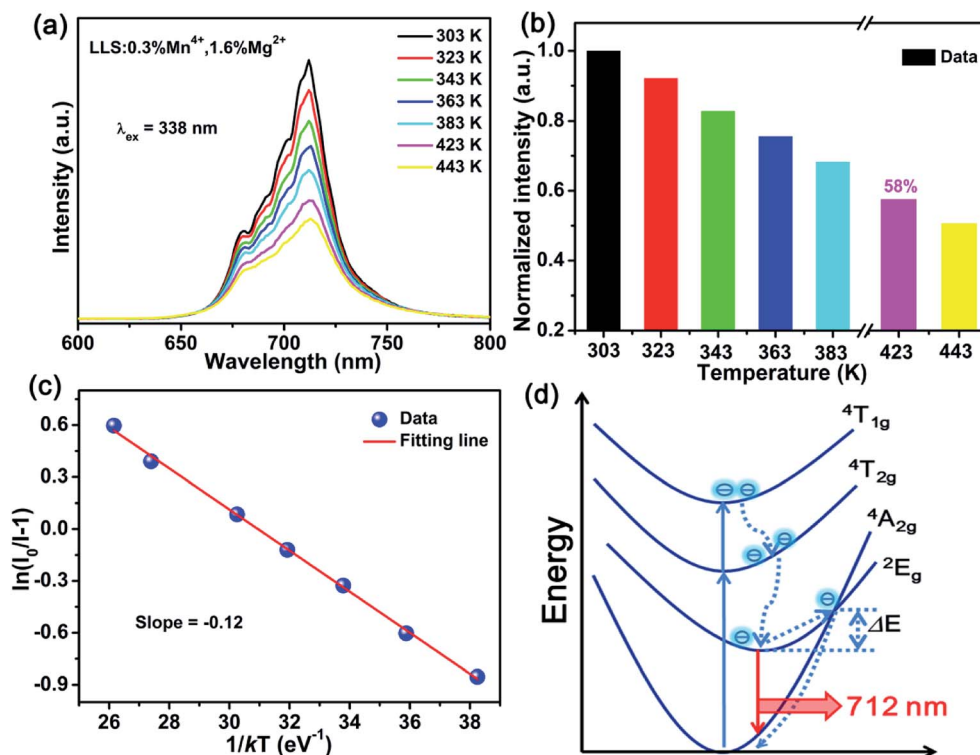 (a)
LLS:0.3%Mn⁴⁺,1.6%Mg²⁺
λex = 338 nm
303 K
323 K
343 K
363 K
383 K
423 K
443 K
Intensity (a.u.)
600 650 700 750 800
Wavelength (nm)
(b)
Data
1.0
0.8
0.6
0.4
0.2
58%
Normalized intensity (a.u.)
303 323 343 363 383 423 443
Temperature (K)
(c)
Data
Fitting line
0.6
0.3
0.0
-0.3
-0.6
-0.9
ln(I₀/I-1)
Slope = -0.12
26 28 30 32 34 36 38
1/kT (eV⁻¹)
(d)
Energy
⁴T₁g
⁴T₂g
⁴A₂g
²Eg
ΔE
712 nm